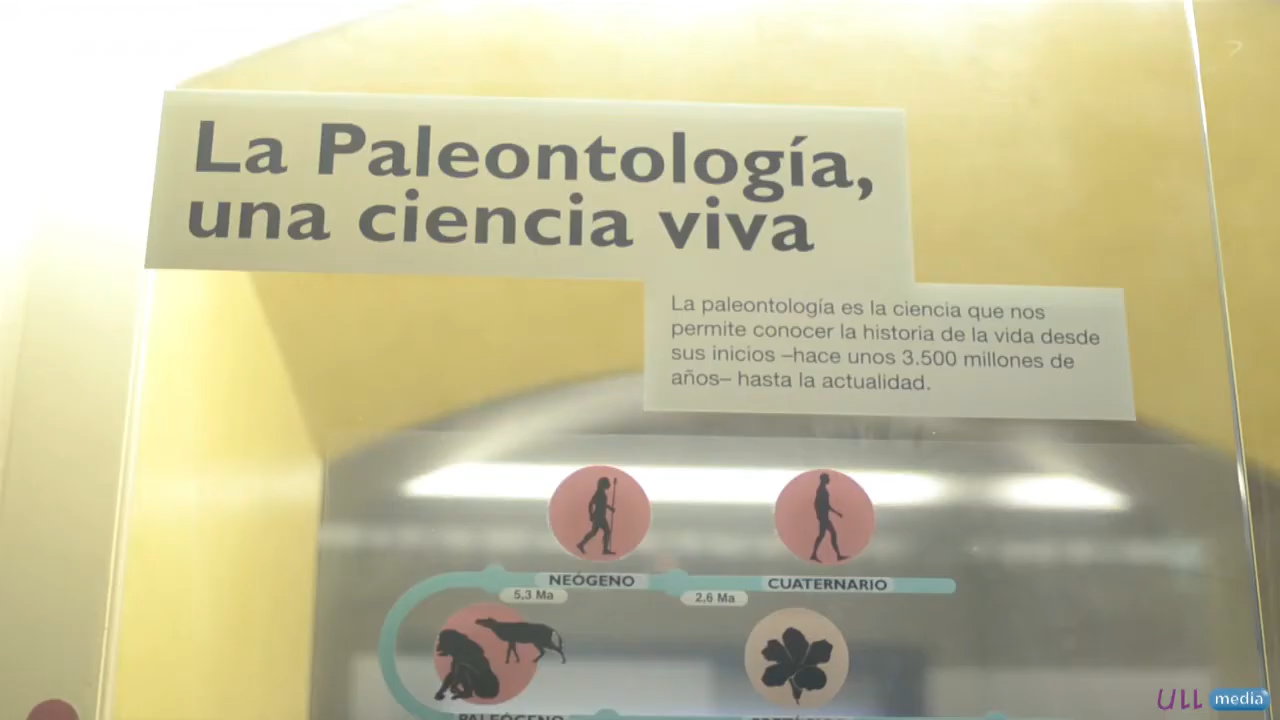 La Paleontología,
una ciencia viva
La paleontología es la ciencia que nos
permite conocer la historia de la vida desde
sus inicios –hace unos 3.500 millones de
años– hasta la actualidad.
NEÓGENO
CUATERNARIO
5,3 Ma
2,6 Ma
PALEÓGENO
ULL media